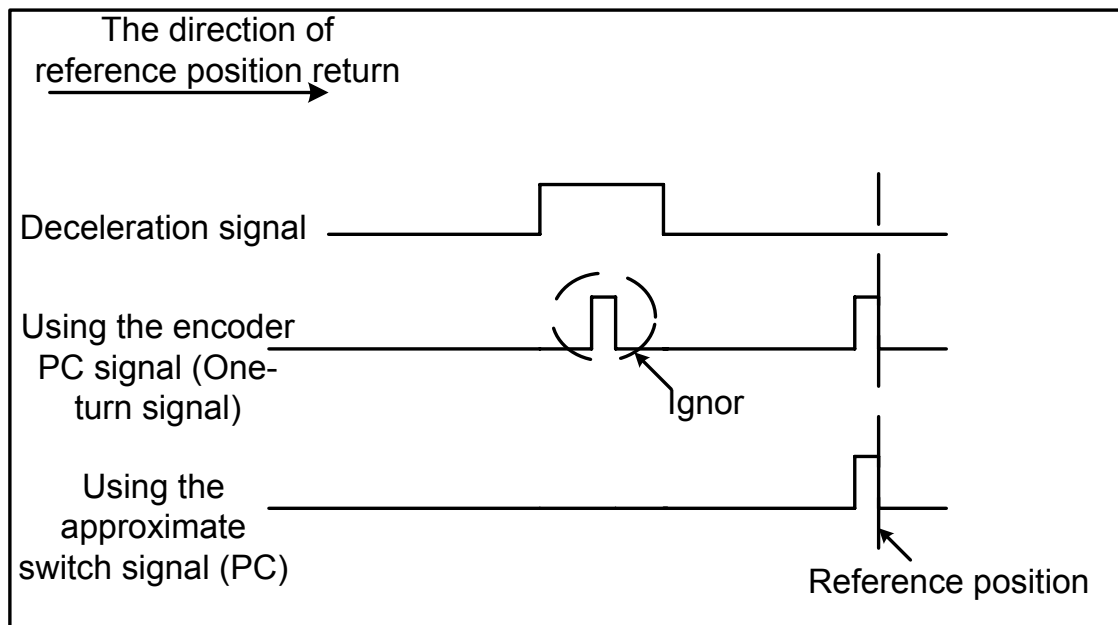 The direction of
reference position return
Deceleration signal
Using the encoder
PC signal (One-
turn signal)
Ignor
Using the
approximate
switch signal (PC)
Reference position